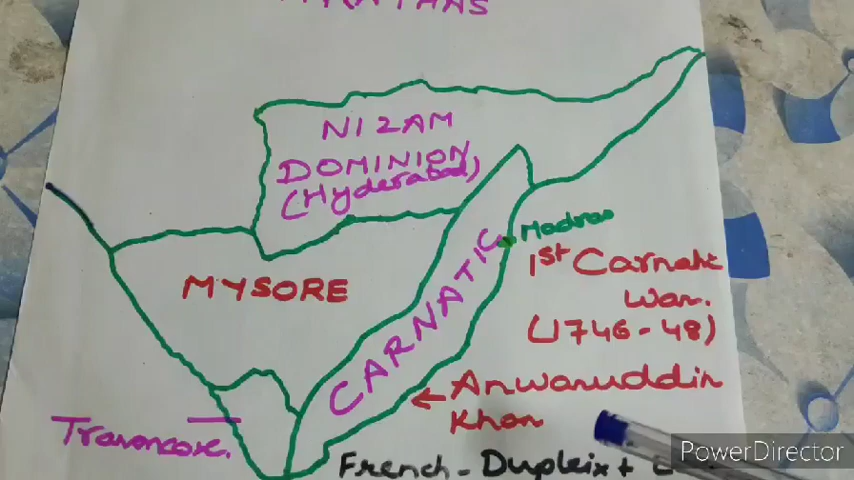 NIZAM
DOMINION
(Hyderabad)
Madras
CARNATIC
1st Carnatic
War.
(1746-48)
MYSORE
Anwaruddin
Khan
Travancore.
French - Dupleix +
PowerDirector